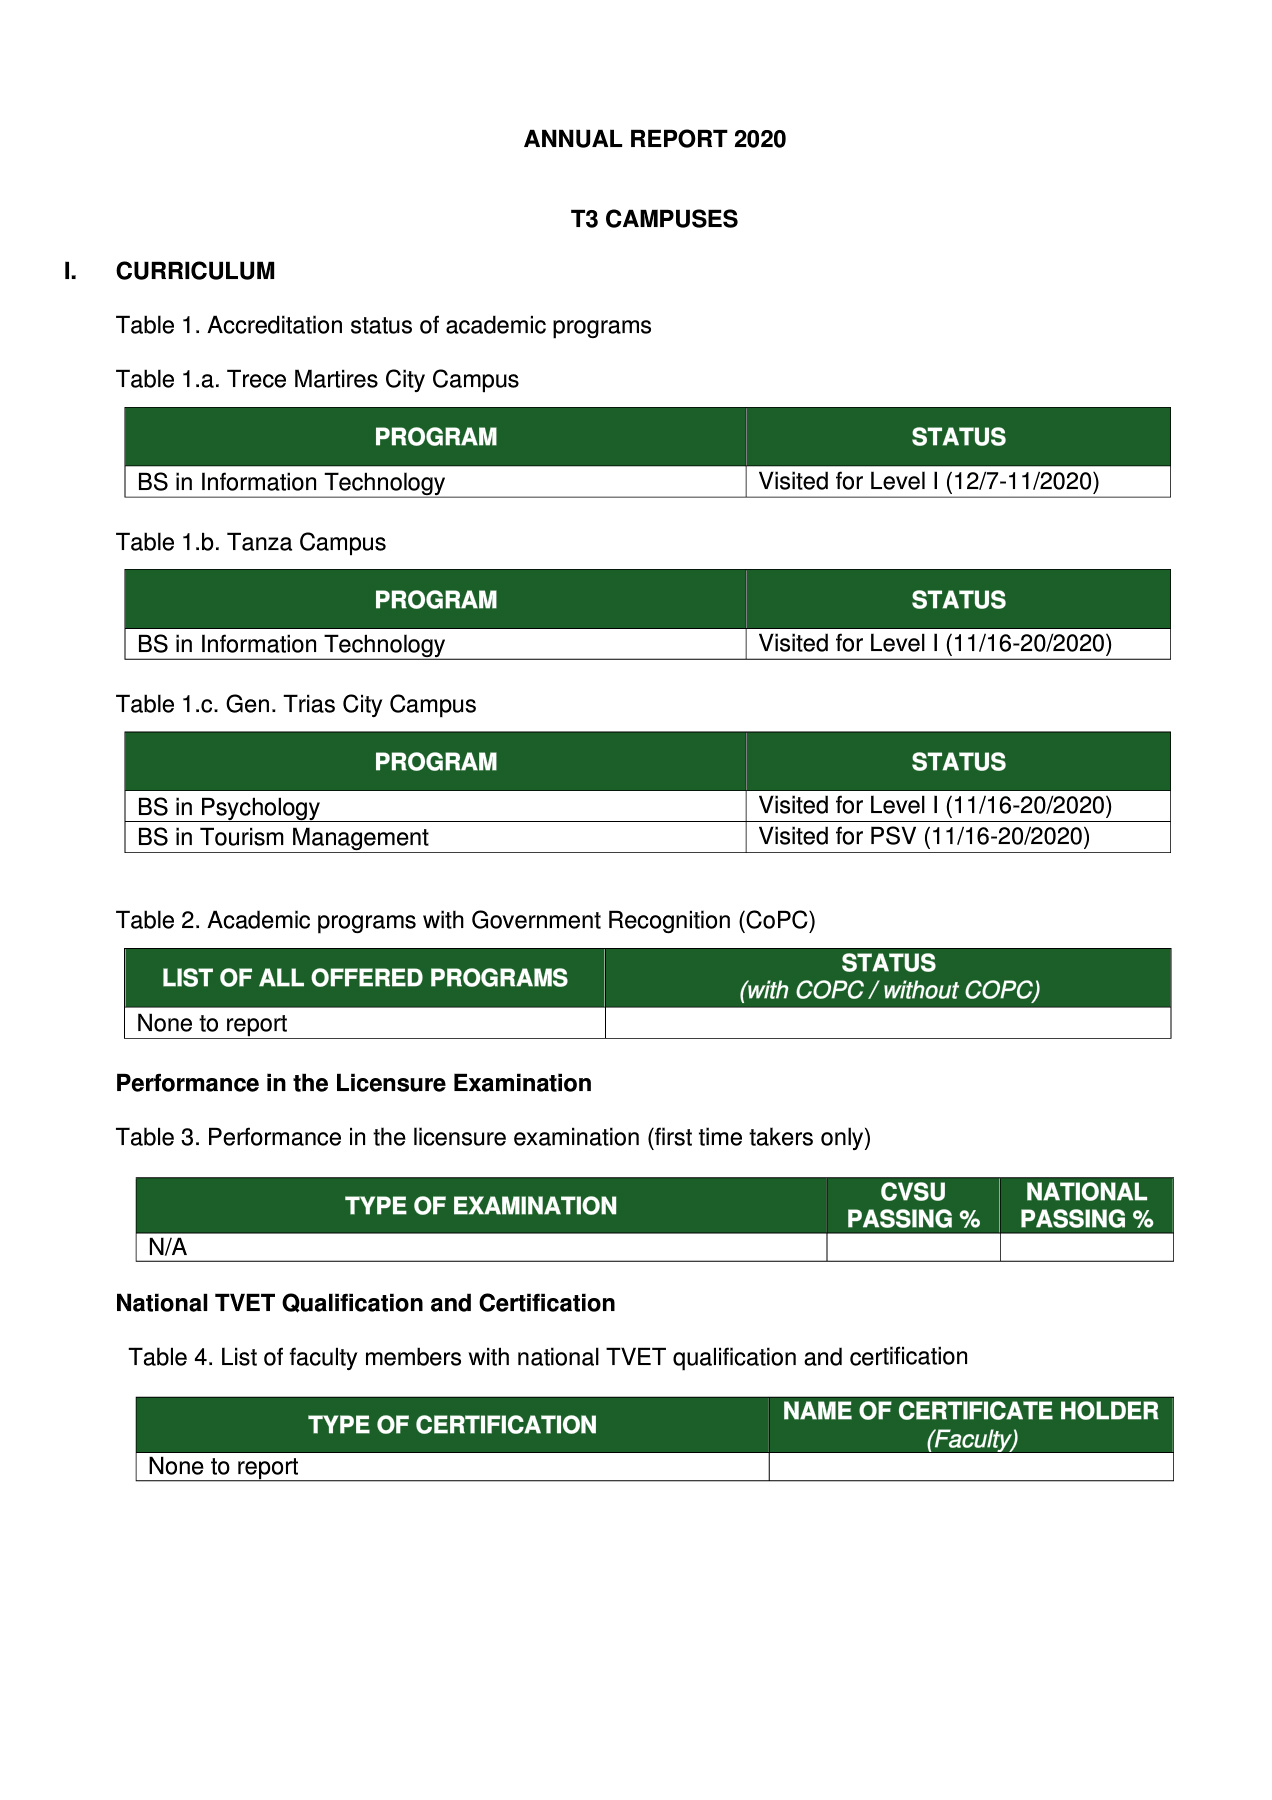 ANNUAL REPORT 2020
T3 CAMPUSES
I. CURRICULUM
Table 1. Accreditation status of academic programs
Table 1.a. Trece Martires City Campus
PROGRAM STATUS
BS in Information Technology Visited for Level I (12/7-11/2020)
Table 1.b. Tanza Campus
PROGRAM STATUS
BS in Information Technology Visited for Level I (11/16-20/2020)
Table 1.c. Gen. Trias City Campus
PROGRAM STATUS
BS in Psychology Visited for Level I (11/16-20/2020)
BS in Tourism Management Visited for PSV (11/16-20/2020)
Table 2. Academic programs with Government Recognition (CoPC)
LIST OF ALL OFFERED PROGRAMS STATUS
(with COPC / without COPC)
None to report
Performance in the Licensure Examination
Table 3. Performance in the licensure examination (first time takers only)
TYPE OF EXAMINATION CVSU PASSING % NATIONAL PASSING %
N/A
National TVET Qualification and Certification
Table 4. List of faculty members with national TVET qualification and certification
TYPE OF CERTIFICATION NAME OF CERTIFICATE HOLDER
(Faculty)
None to report